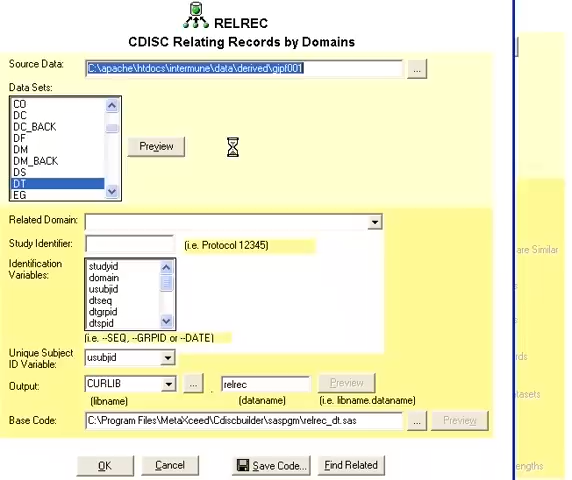 RELREC
CDISC Relating Records by Domains
Source Data: C:\apache\htdocs\intermune\data\derived\gipf001 ...
Data Sets:
CO
DC
DC_BACK
DF
DM
DM_BACK
DS
DT
EG
Preview
Related Domain:
Study Identifier: (i.e. Protocol 12345)
Identification Variables:
studyid
domain
usubjid
dtseq
dtgrpid
dtspid
(i.e. --SEQ, --GRPID or --DATE)
Unique Subject ID Variable: usubjid
Output: CURLIB ... . relrec Preview
(libname) (dataname) (i.e. libname.dataname)
Base Code: C:\Program Files\MetaXceed\Cdiscbuilder\saspgm\relrec_dt.sas ... Preview
OK Cancel Save Code... Find Related
are Similar
rds
tasets
engths